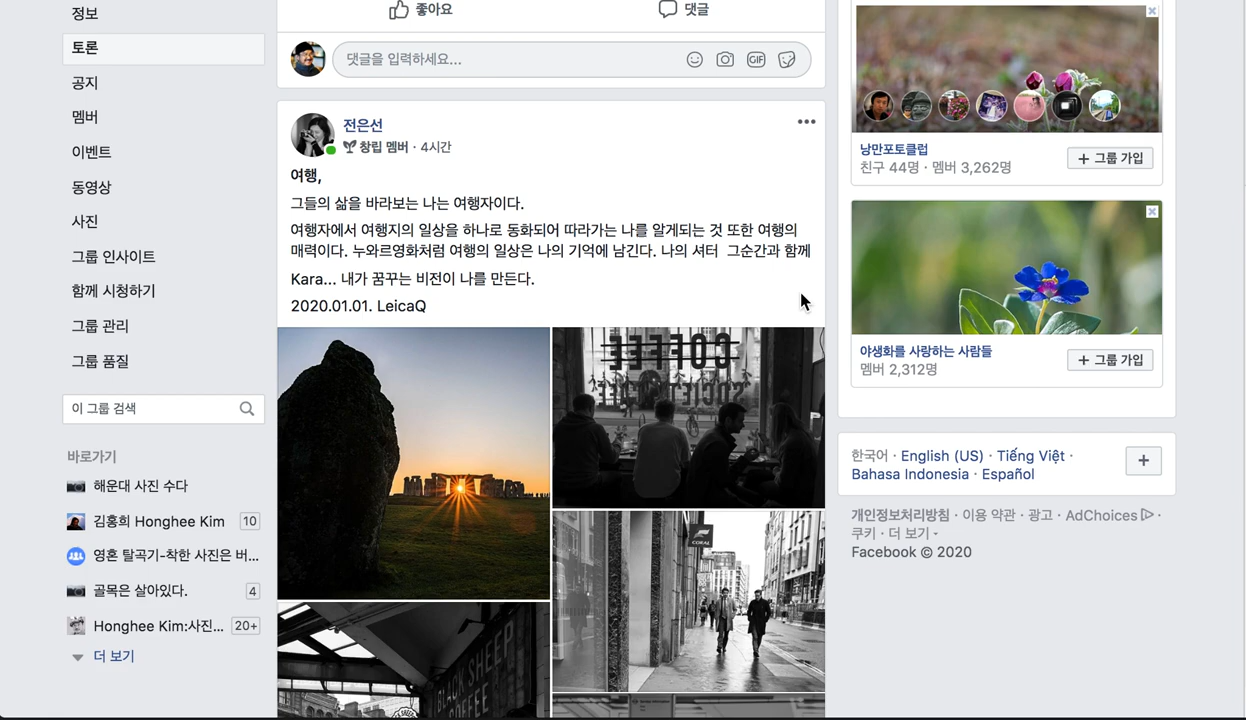 정보
토론
공지
멤버
이벤트
동영상
사진
그룹 인사이트
함께 시청하기
그룹 관리
그룹 품질
이 그룹 검색
바로가기
해운대 사진 수다
김홍희 Honghee Kim 10
영혼 탈곡기-착한 사진은 버...
골목은 살아있다. 4
Honghee Kim:사진... 20+
더 보기
좋아요 댓글
댓글을 입력하세요...
GIF
전은선
창립 멤버 · 4시간
여행,
그들의 삶을 바라보는 나는 여행자이다.
여행자에서 여행지의 일상을 하나로 동화되어 따라가는 나를 알게되는 것 또한 여행의
매력이다. 누와르영화처럼 여행의 일상은 나의 기억에 남긴다. 나의 셔터 그순간과 함께
Kara... 내가 꿈꾸는 비전이 나를 만든다.
2020.01.01. LeicaQ
COFFEE
SOCIETE
CORAL
BLACK SHEEP
COFFEE
낭만포토클럽
친구 44명 · 멤버 3,262명
+ 그룹 가입
야생화를 사랑하는 사람들
멤버 2,312명
+ 그룹 가입
한국어 · English (US) · Tiếng Việt ·
Bahasa Indonesia · Español
+
개인정보처리방침 · 이용 약관 · 광고 · AdChoices ·
쿠키 · 더 보기
Facebook © 2020